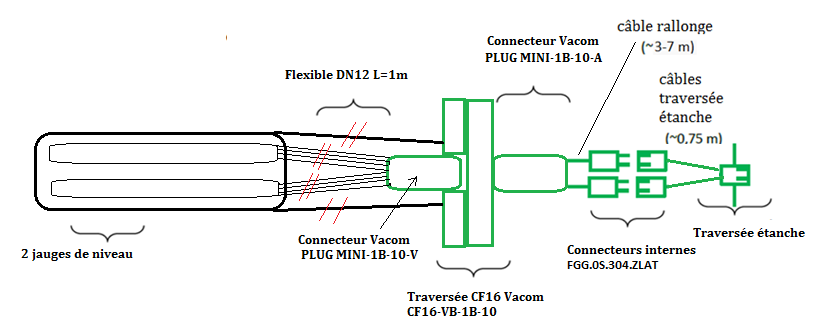 câble rallonge
(~3-7 m)
Connecteur Vacom
PLUG MINI-1B-10-A
Flexible DN12 L=1m
câbles
traversée
étanche
(~0,75 m)
Connecteur Vacom
PLUG MINI-1B-10-V
2 jauges de niveau
Traversée étanche
Connecteurs internes
FGG.0S.304.ZLAT
Traversée CF16 Vacom
CF16-VB-1B-10